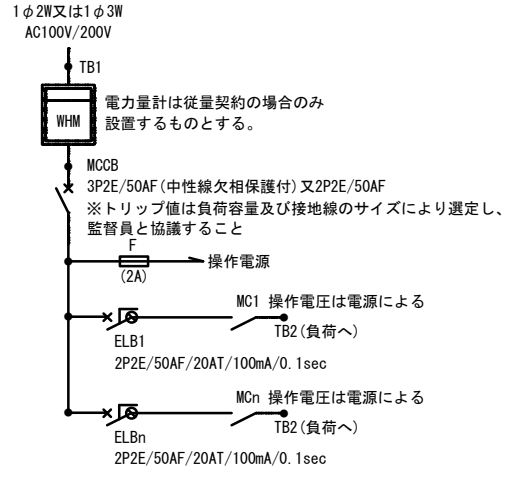 1φ2W又は1φ3W
AC100V/200V
TB1
WHM
電力量計は従量契約の場合のみ
設置するものとする。
MCCB
3P2E/50AF(中性線欠相保護付)又2P2E/50AF
※トリップ値は負荷容量及び接地線のサイズにより選定し、
監督員と協議すること
F
(2A)
操作電源
MC1 操作電圧は電源による
TB2(負荷へ)
ELB1
2P2E/50AF/20AT/100mA/0.1sec
MCn 操作電圧は電源による
TB2(負荷へ)
ELBn
2P2E/50AF/20AT/100mA/0.1sec